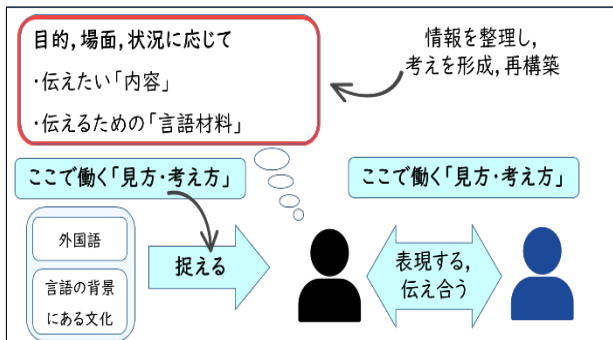 目的，場面，状況に応じて
・伝えたい「内容」
・伝えるための「言語材料」
情報を整理し，
考えを形成，再構築
ここで働く「見方・考え方」
ここで働く「見方・考え方」
外国語
言語の背景
にある文化
捉える
表現する，
伝え合う